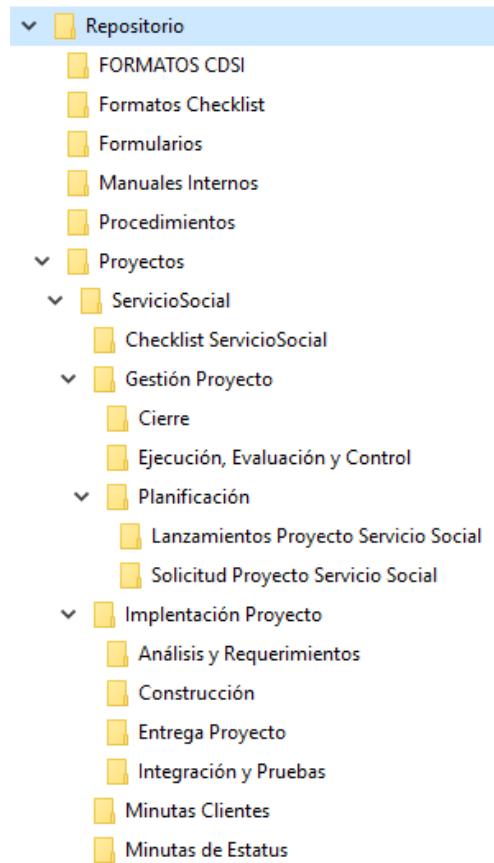 Repositorio
FORMATOS CDSI
Formatos Checklist
Formularios
Manuales Internos
Procedimientos
Proyectos
ServicioSocial
Checklist ServicioSocial
Gestión Proyecto
Cierre
Ejecución, Evaluación y Control
Planificación
Lanzamientos Proyecto Servicio Social
Solicitud Proyecto Servicio Social
Implentación Proyecto
Análisis y Requerimientos
Construcción
Entrega Proyecto
Integración y Pruebas
Minutas Clientes
Minutas de Estatus